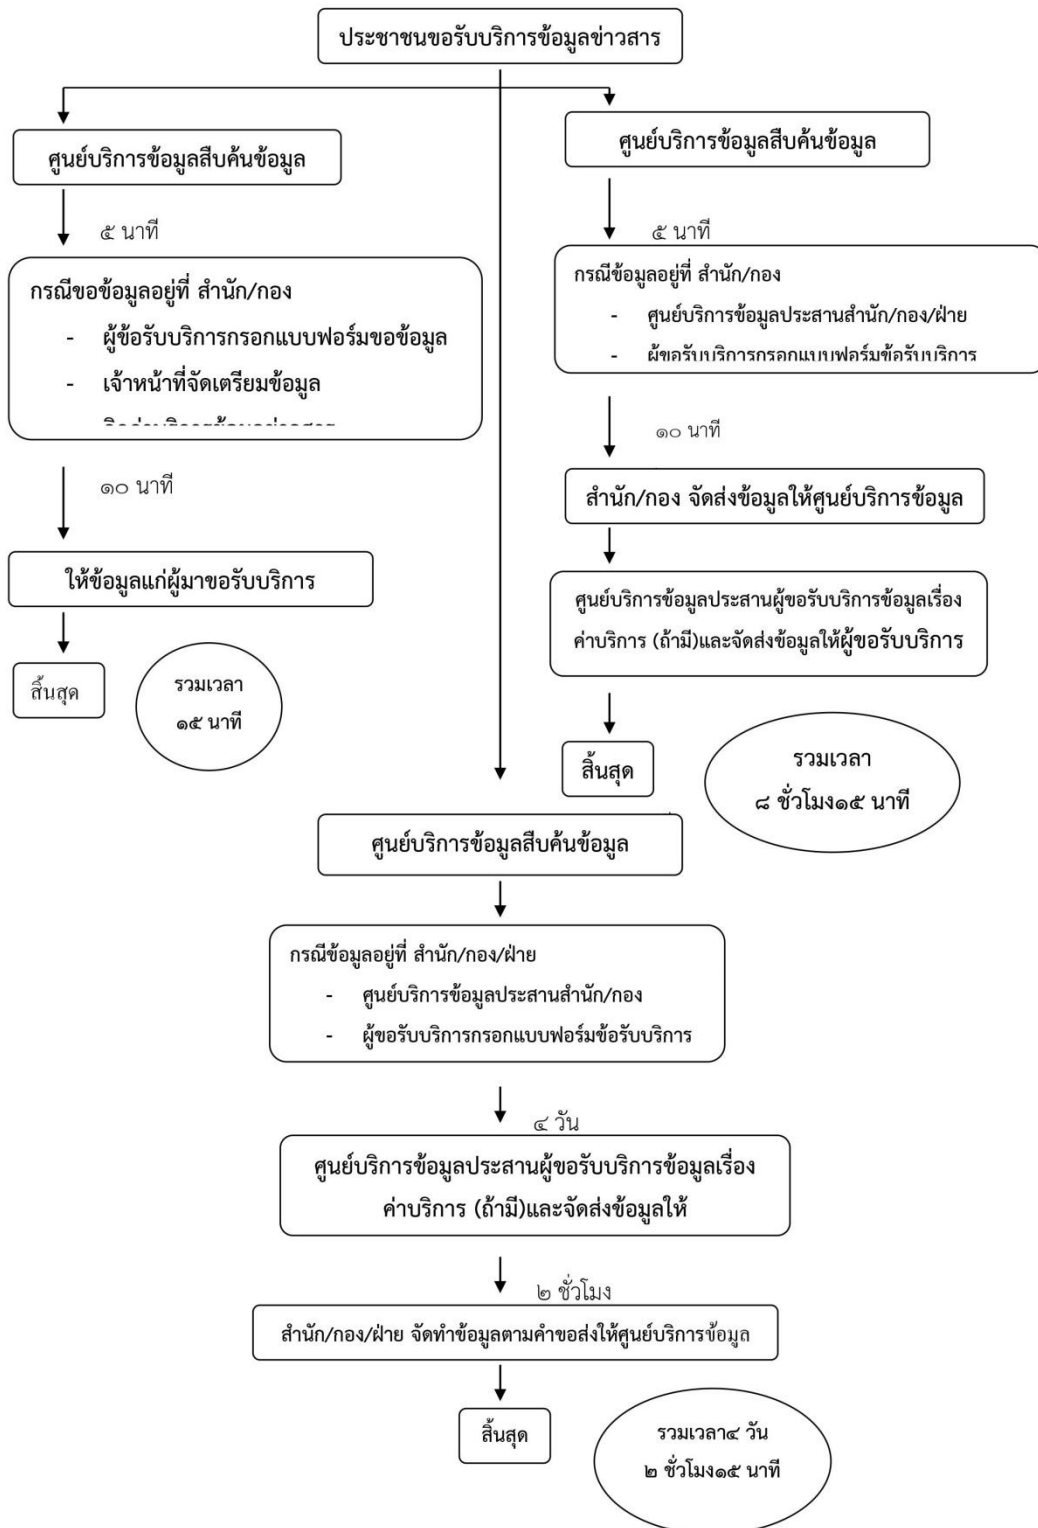 ประชาชนขอรับบริการข้อมูลข่าวสาร
ศูนย์บริการข้อมูลสืบค้นข้อมูล
๕ นาที
กรณีขอข้อมูลอยู่ที่ สำนัก/กอง
- ผู้ข้อรับบริการกรอกแบบฟอร์มขอข้อมูล
- เจ้าหน้าที่จัดเตรียมข้อมูล
๑๐ นาที
ให้ข้อมูลแก่ผู้มาขอรับบริการ
สิ้นสุด
รวมเวลา
๑๕ นาที
ศูนย์บริการข้อมูลสืบค้นข้อมูล
๕ นาที
กรณีข้อมูลอยู่ที่ สำนัก/กอง
- ศูนย์บริการข้อมูลประสานสำนัก/กอง/ฝ่าย
- ผู้ขอรับบริการกรอกแบบฟอร์มข้อรับบริการ
๑๐ นาที
สำนัก/กอง จัดส่งข้อมูลให้ศูนย์บริการข้อมูล
ศูนย์บริการข้อมูลประสานผู้ขอรับบริการข้อมูลเรื่อง
ค่าบริการ (ถ้ามี)และจัดส่งข้อมูลให้ผู้ขอรับบริการ
สิ้นสุด
รวมเวลา
๘ ชั่วโมง๑๕ นาที
ศูนย์บริการข้อมูลสืบค้นข้อมูล
กรณีข้อมูลอยู่ที่ สำนัก/กอง/ฝ่าย
- ศูนย์บริการข้อมูลประสานสำนัก/กอง
- ผู้ขอรับบริการกรอกแบบฟอร์มข้อรับบริการ
๔ วัน
ศูนย์บริการข้อมูลประสานผู้ขอรับบริการข้อมูลเรื่อง
ค่าบริการ (ถ้ามี)และจัดส่งข้อมูลให้
๒ ชั่วโมง
สำนัก/กอง/ฝ่าย จัดทำข้อมูลตามคำขอส่งให้ศูนย์บริการข้อมูล
สิ้นสุด
รวมเวลา๔ วัน
๒ ชั่วโมง๑๕ นาที